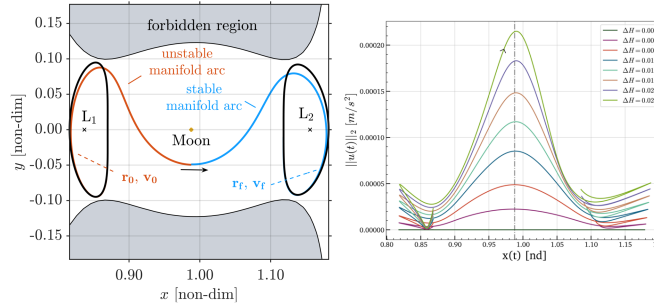 forbidden region
unstable
manifold arc
stable
manifold arc
L1
L2
Moon
r0, v0
rf, vf
0.15
0.10
0.05
0.00
-0.05
-0.10
-0.15
y [non-dim]
0.90
1.00
1.10
x [non-dim]
||u(t)||2 [m/s²]
0.00020
0.00015
0.00010
0.00005
0.00000
0.80
0.85
0.90
0.95
1.00
1.05
1.10
1.15
x(t) [nd]
ΔH = 0.00
ΔH = 0.00
ΔH = 0.00
ΔH = 0.01
ΔH = 0.01
ΔH = 0.01
ΔH = 0.02
ΔH = 0.02